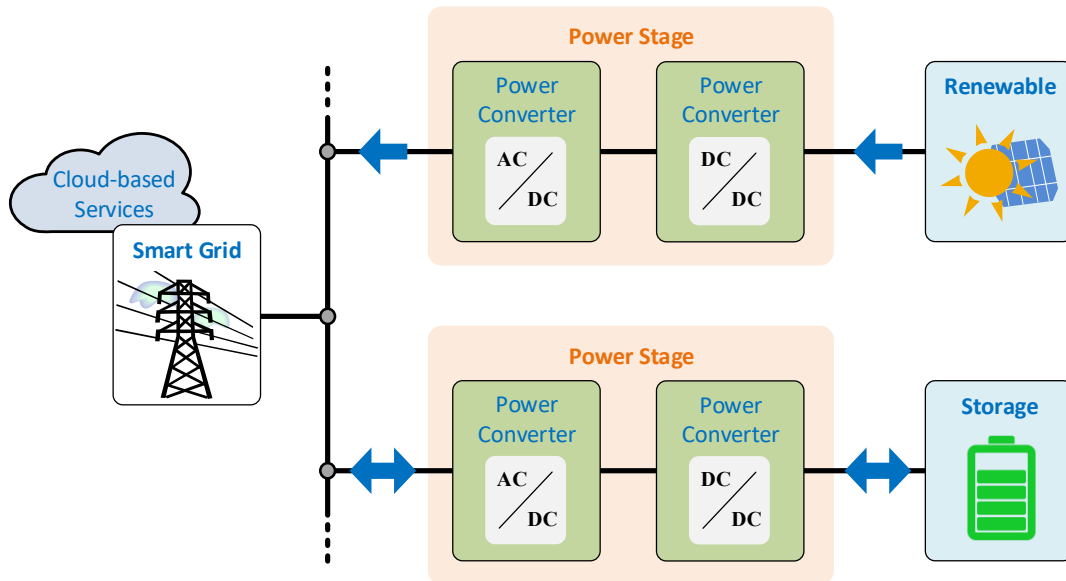 Power Stage
Power
Converter
AC
DC
Power
Converter
DC
DC
Renewable
Cloud-based
Services
Smart Grid
Power Stage
Power
Converter
AC
DC
Power
Converter
DC
DC
Storage